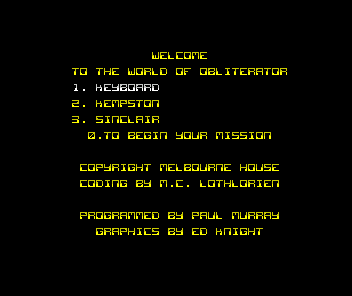 WELCOME
TO THE WORLD OF OBLITERATOR
1. KEYBOARD
2. KEMPSTON
3. SINCLAIR
0.TO BEGIN YOUR MISSION
COPYRIGHT MELBOURNE HOUSE
CODING BY M.C. LOTHLORIEN
PROGRAMMED BY PAUL MURRAY
GRAPHICS BY ED KNIGHT